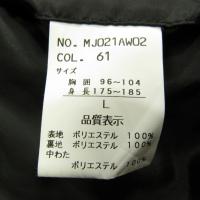 NO. MJ021AW02
COL. 61
サイズ
胸囲 96~104
身長 175~185
L
品質表示
表地 ポリエステル 100%
裏地 ポリエステル 100%
中わた
ポリエステル 100%